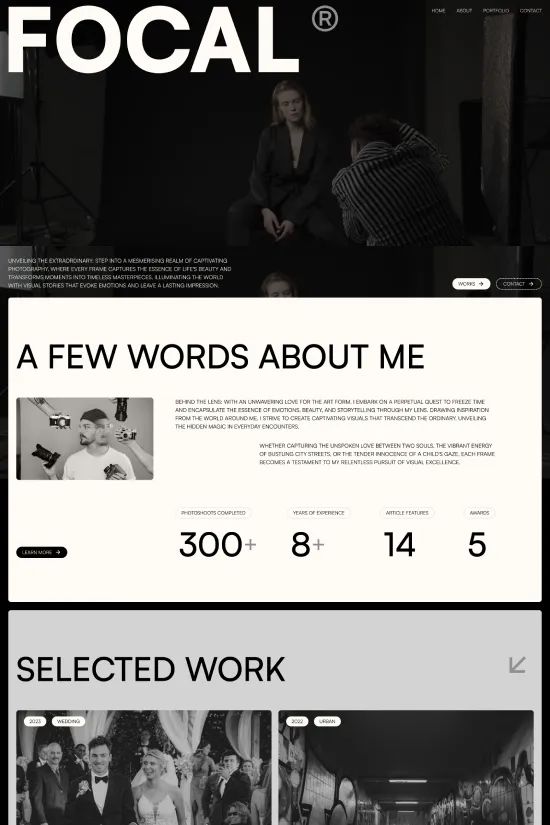 FOCAL ®
HOME ABOUT PORTFOLIO CONTACT
UNVEILING THE EXTRAORDINARY: STEP INTO A MESMERISING REALM OF CAPTIVATING
PHOTOGRAPHY, WHERE EVERY FRAME CAPTURES THE ESSENCE OF LIFE'S BEAUTY AND
TRANSFORMS MOMENTS INTO TIMELESS MASTERPIECES. ILLUMINATING THE WORLD
WITH VISUAL STORIES THAT EVOKE EMOTIONS AND LEAVE A LASTING IMPRESSION.
WORKS → CONTACT →
A FEW WORDS ABOUT ME
BEHIND THE LENS: WITH AN UNWAVERING LOVE FOR THE ART FORM, I EMBARK ON A PERPETUAL QUEST TO FREEZE TIME
AND ENCAPSULATE THE ESSENCE OF EMOTIONS, BEAUTY, AND STORYTELLING THROUGH MY LENS. DRAWING INSPIRATION
FROM THE WORLD AROUND ME, I STRIVE TO CREATE CAPTIVATING VISUALS THAT TRANSCEND THE ORDINARY, UNVEILING
THE HIDDEN MAGIC IN EVERYDAY ENCOUNTERS.
WHETHER CAPTURING THE UNSPOKEN LOVE BETWEEN TWO SOULS, THE VIBRANT ENERGY
OF BUSTLING CITY STREETS, OR THE TENDER INNOCENCE OF A CHILD'S GAZE, EACH FRAME
BECOMES A TESTAMENT TO MY RELENTLESS PURSUIT OF VISUAL EXCELLENCE.
PHOTOSHOOTS COMPLETED YEARS OF EXPERIENCE ARTICLE FEATURES AWARDS
300+ 8+ 14 5
LEARN MORE →
SELECTED WORK
2023 WEDDING 2022 URBAN